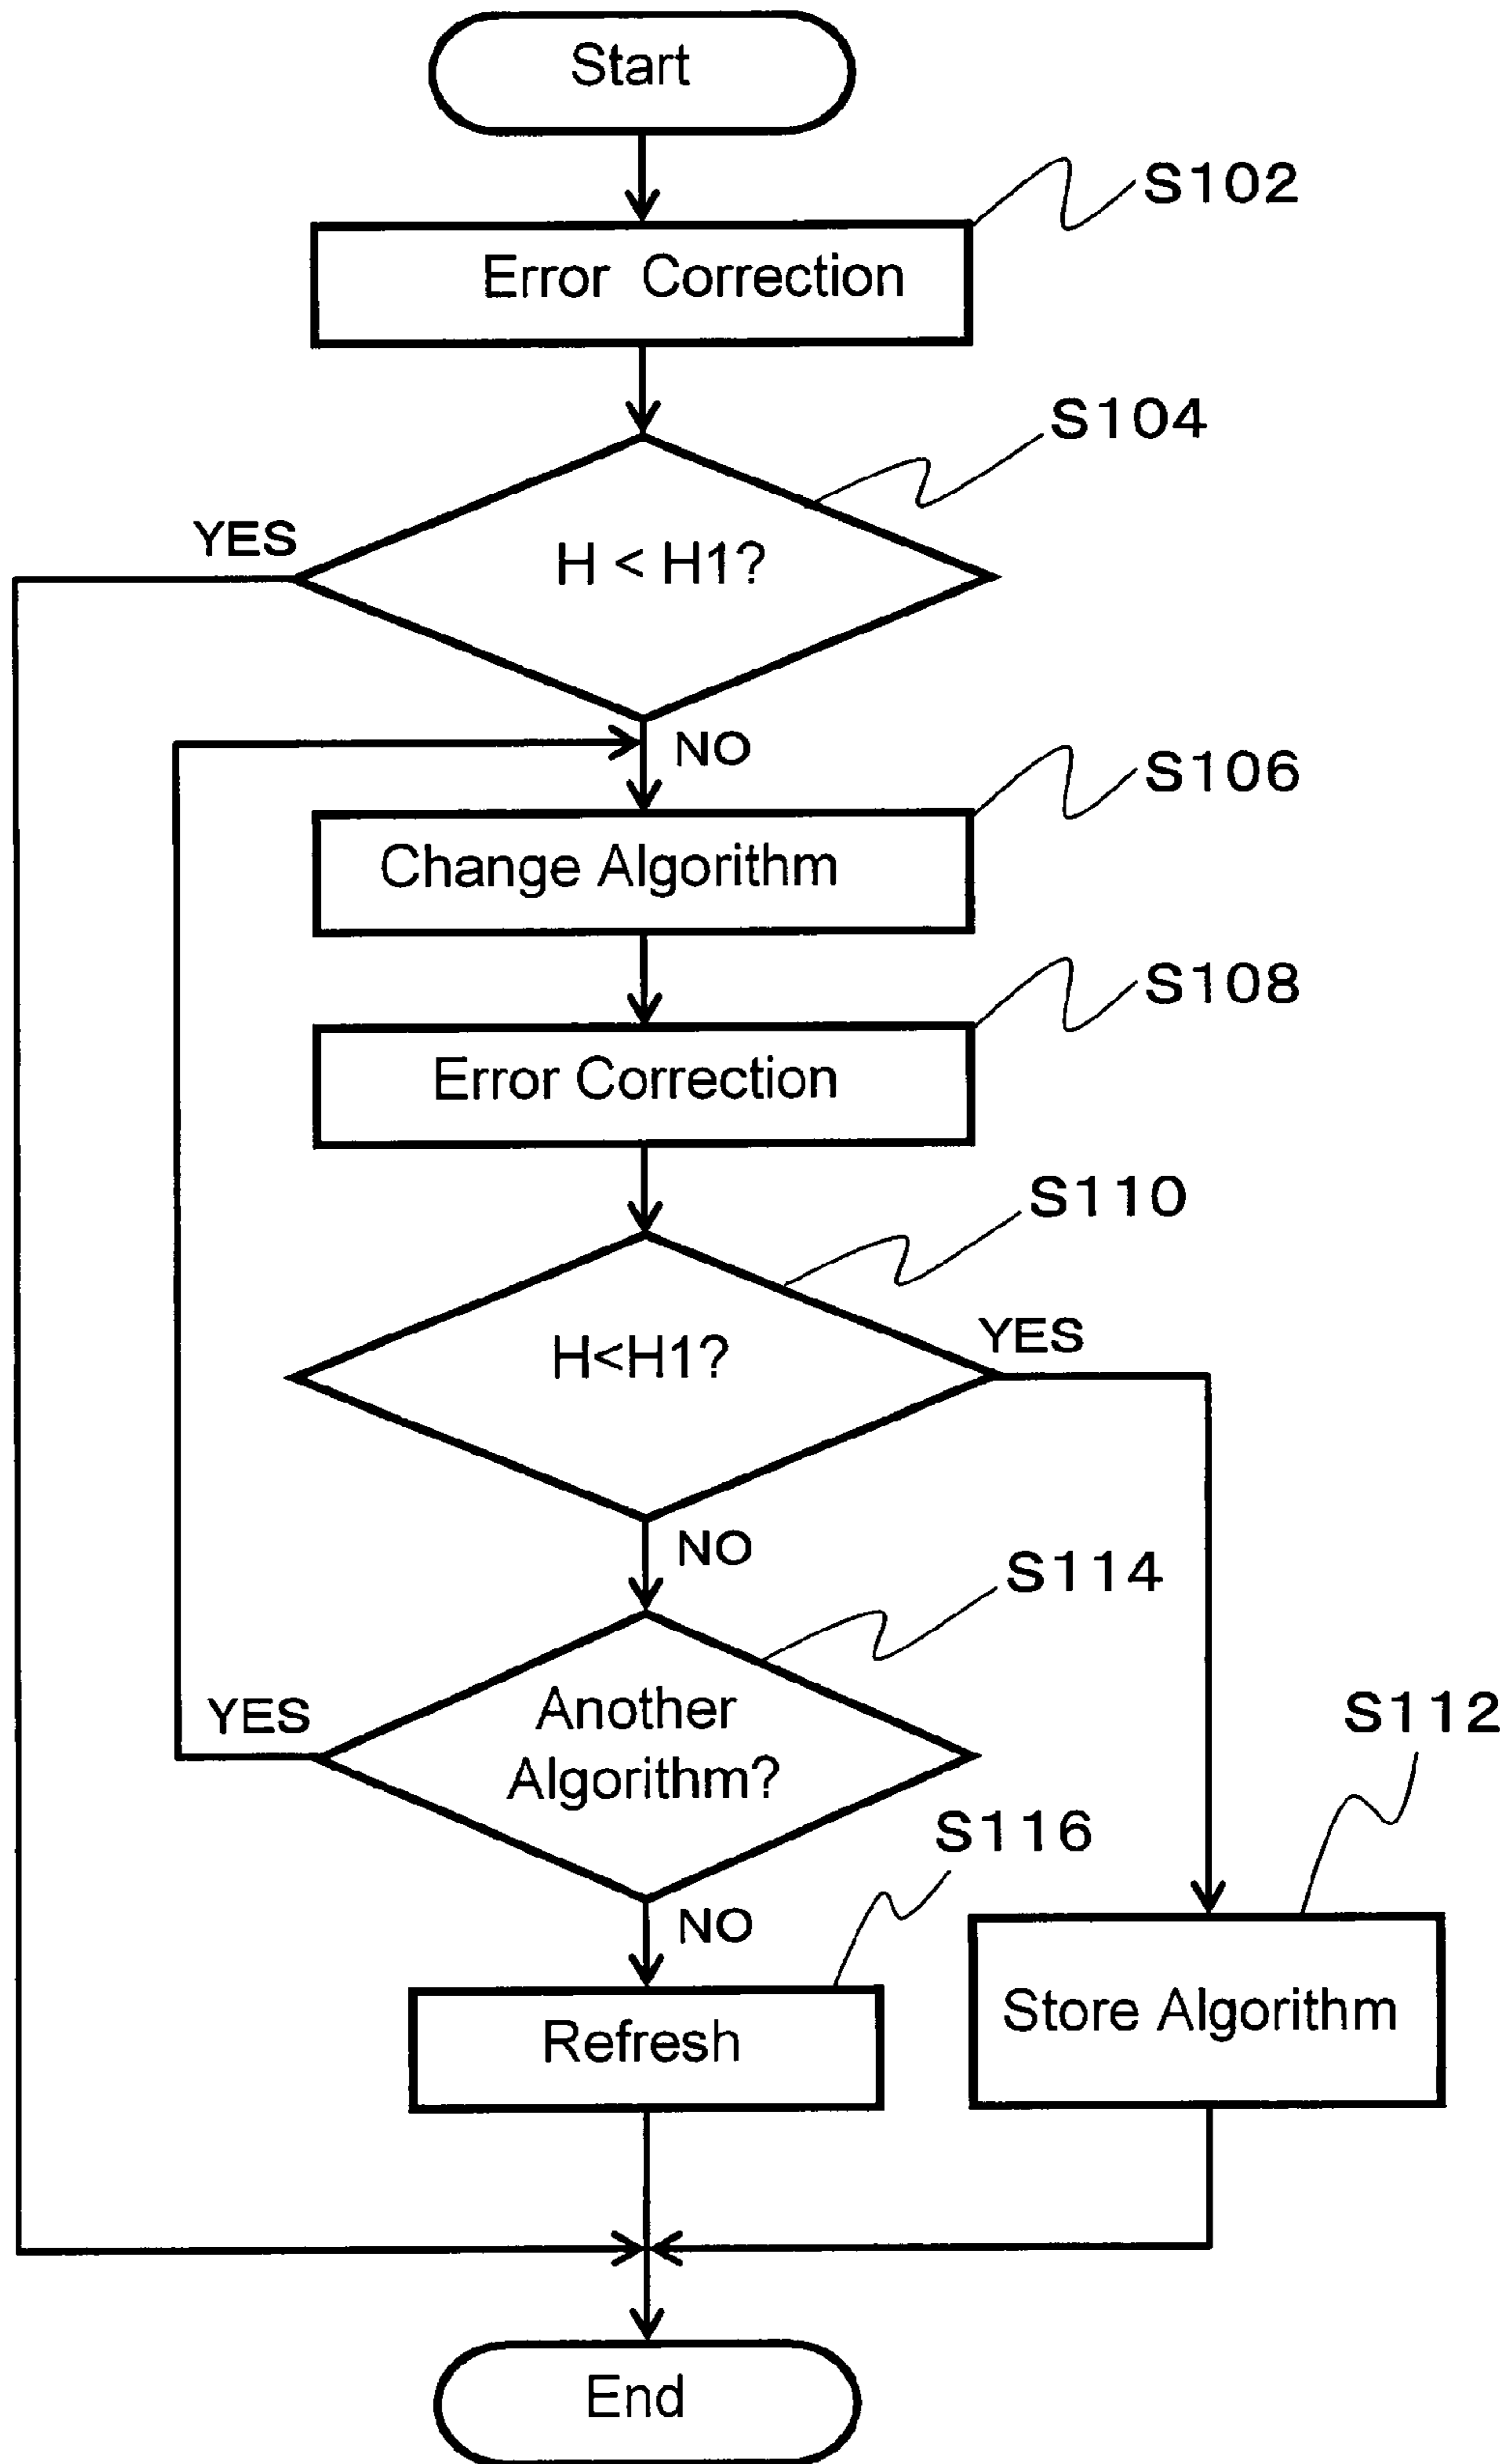 Start
S102
Error Correction
S104
YES
H < H1?
NO
S106
Change Algorithm
S108
Error Correction
S110
YES
H<H1?
NO
S114
YES
Another
Algorithm?
S112
S116
NO
Refresh
Store Algorithm
End